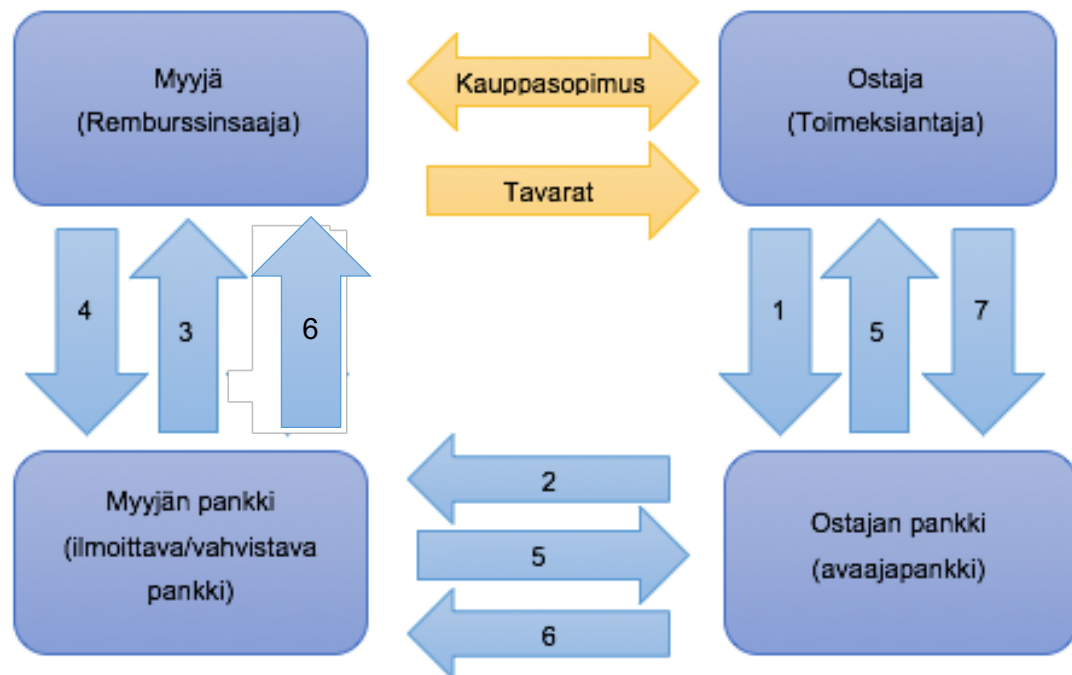 Myyjä
(Remburssinsaaja)
Kauppasopimus
Tavarat
Ostaja
(Toimeksiantaja)
4
3
6
1
5
7
Myyjän pankki
(ilmoittava/vahvistava
pankki)
2
5
6
Ostajan pankki
(avaajapankki)